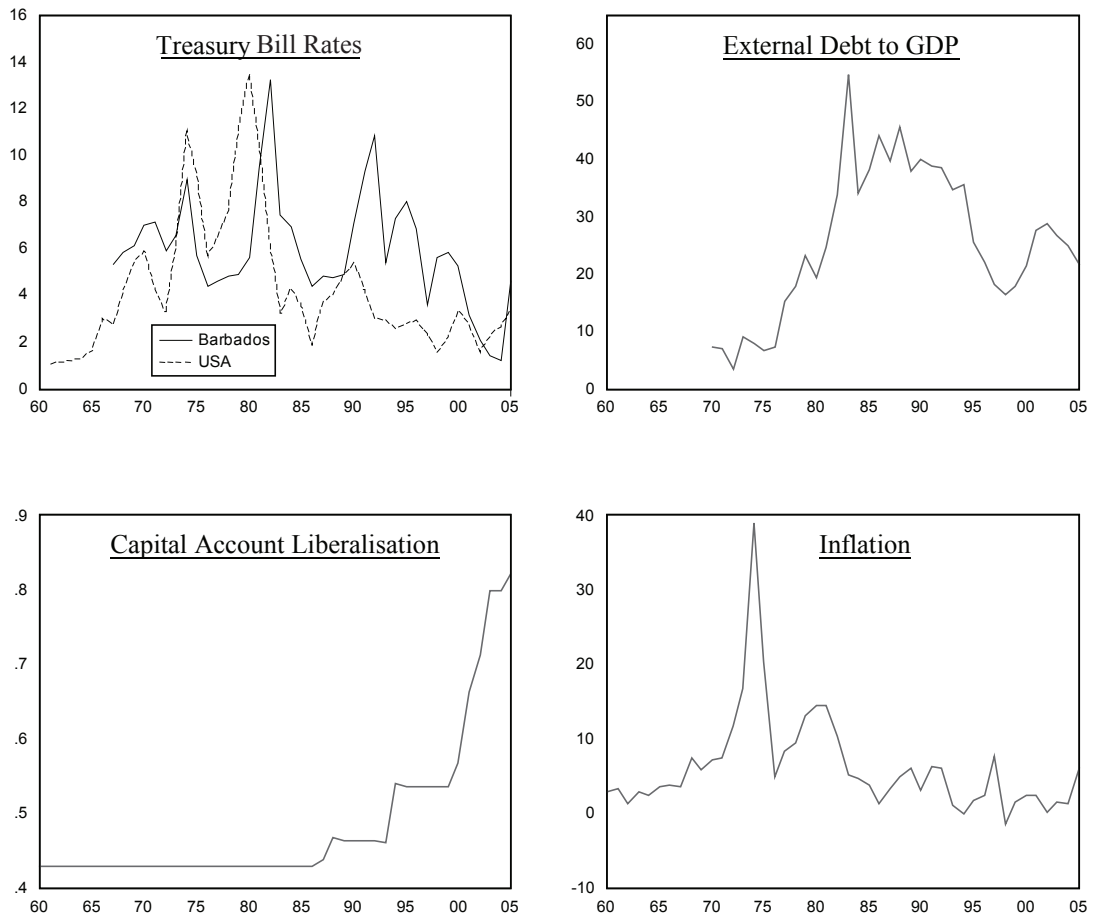 Treasury Bill Rates
16
14
12
10
8
6
4
2
0
Barbados
USA
60 65 70 75 80 85 90 95 00 05
External Debt to GDP
60
50
40
30
20
10
0
60 65 70 75 80 85 90 95 00 05
Capital Account Liberalisation
.9
.8
.7
.6
.5
.4
60 65 70 75 80 85 90 95 00 05
Inflation
40
30
20
10
0
-10
60 65 70 75 80 85 90 95 00 05